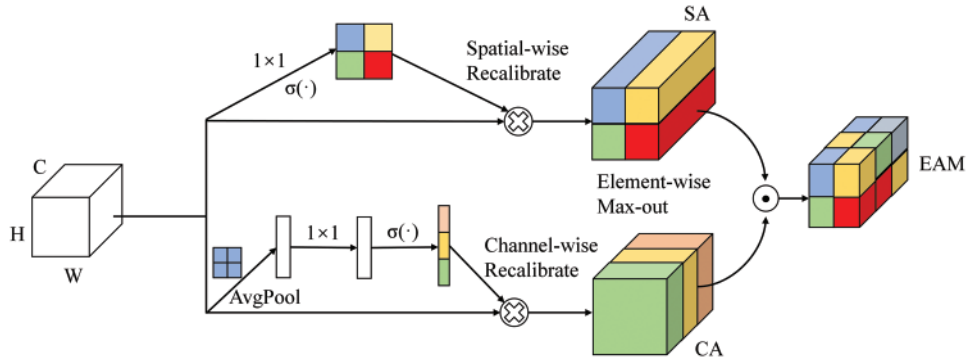 SA
1×1
σ(·)
Spatial-wise
Recalibrate
C
H
W
Element-wise
Max-out
EAM
1×1
σ(·)
AvgPool
Channel-wise
Recalibrate
CA